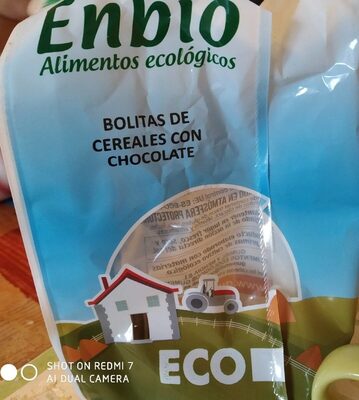 Enbio
Alimentos ecológicos
BOLITAS DE
CEREALES CON
CHOCOLATE
ECO
SHOT ON REDMI 7
AI DUAL CAMERA